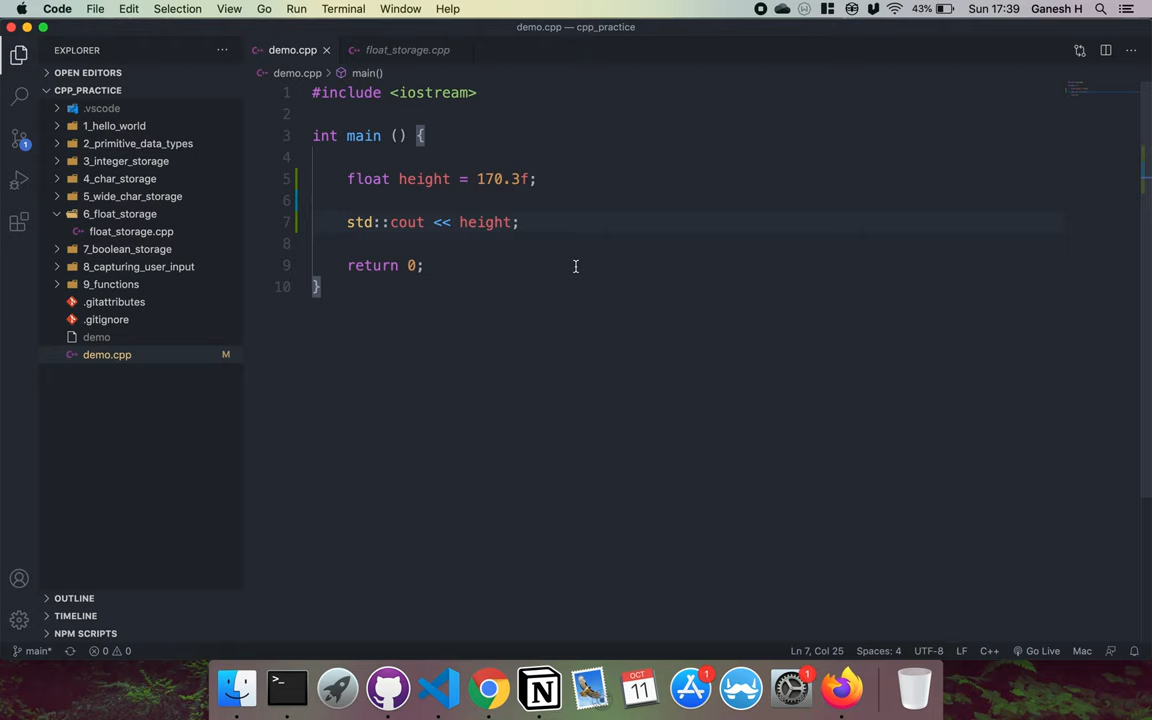 Code File Edit Selection View Go Run Terminal Window Help 43% Sun 17:39 Ganesh H
demo.cpp — cpp_practice
EXPLORER
OPEN EDITORS
CPP_PRACTICE
.vscode
1_hello_world
2_primitive_data_types
3_integer_storage
4_char_storage
5_wide_char_storage
6_float_storage
float_storage.cpp
7_boolean_storage
8_capturing_user_input
9_functions
.gitattributes
.gitignore
demo
demo.cpp M
OUTLINE
TIMELINE
NPM SCRIPTS
demo.cpp float_storage.cpp
demo.cpp > main()
1 #include <iostream>
2
3 int main () {
4
5 float height = 170.3f;
6
7 std::cout << height;
8
9 return 0;
10 }
main* 0 0 Ln 7, Col 25 Spaces: 4 UTF-8 LF C++ Go Live Mac
1
OCT
11
1
1